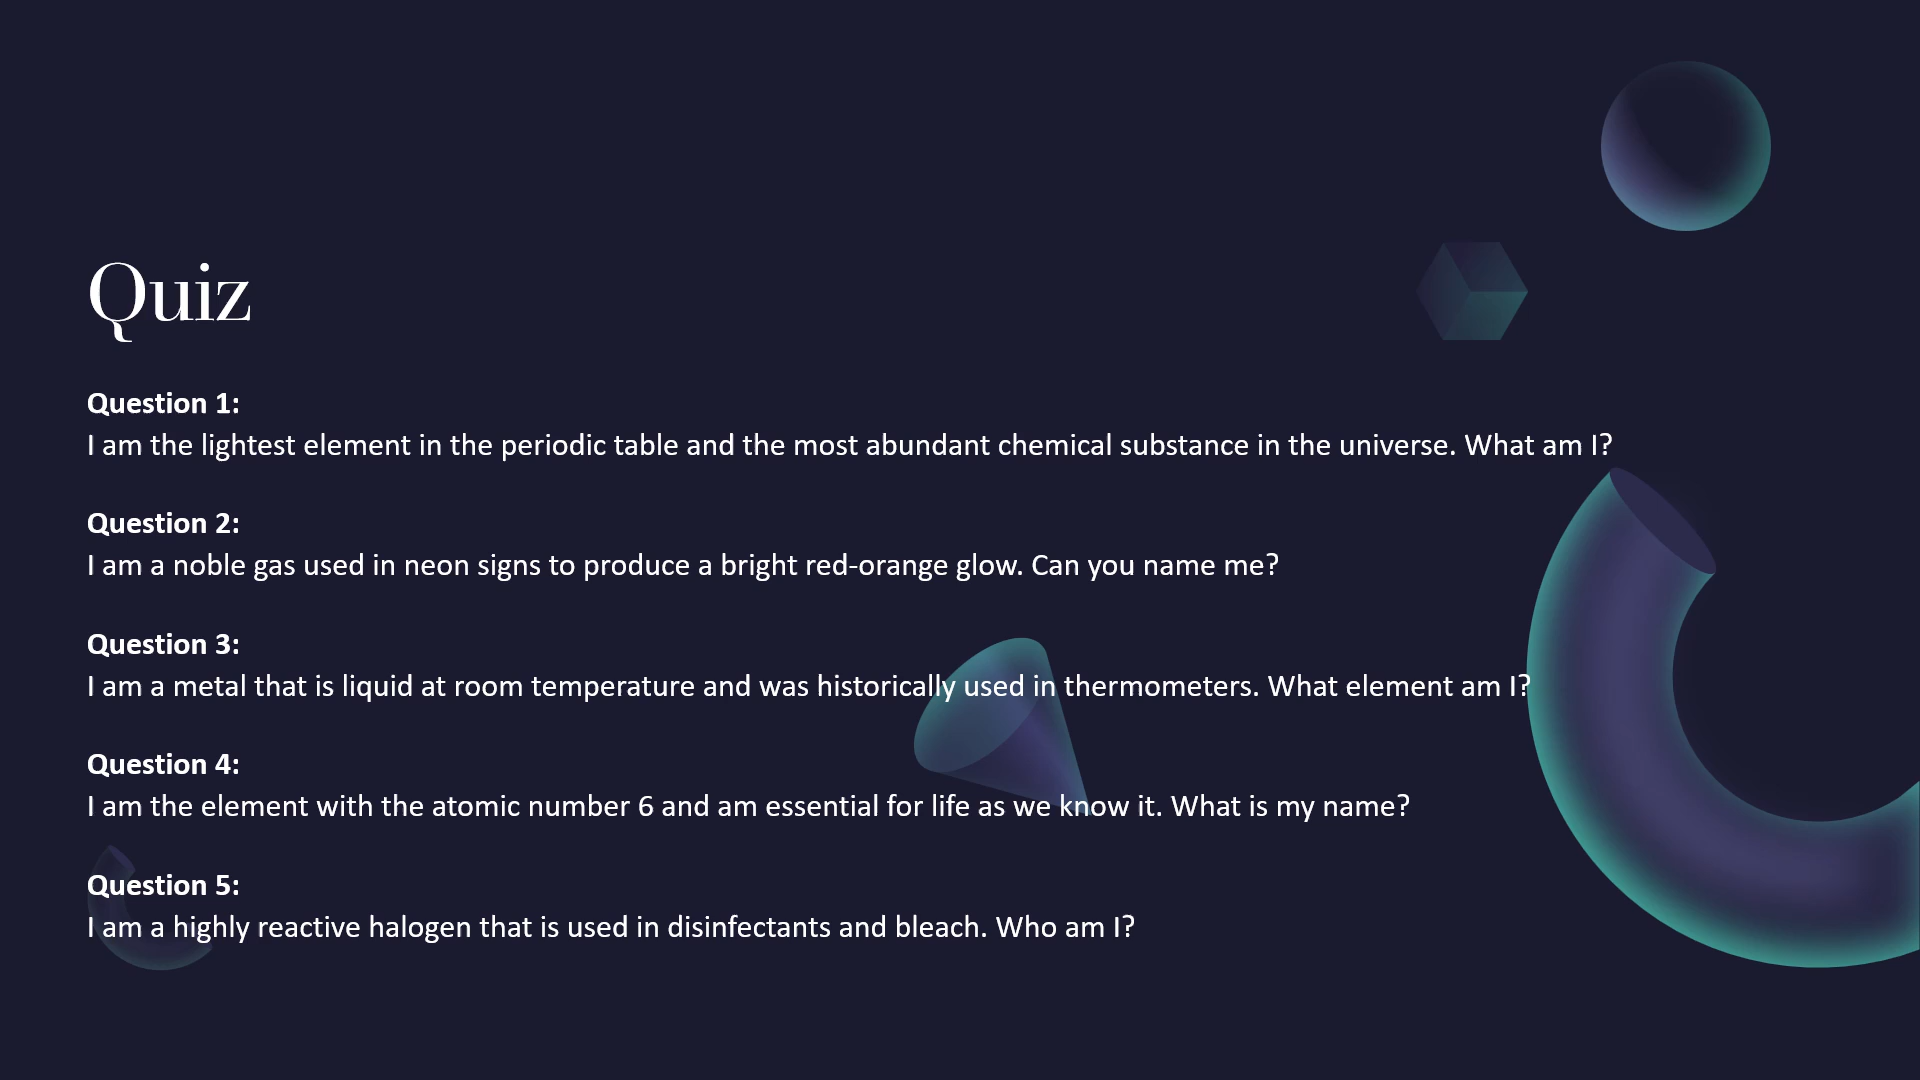 Quiz
Question 1:
I am the lightest element in the periodic table and the most abundant chemical substance in the universe. What am I?
Question 2:
I am a noble gas used in neon signs to produce a bright red-orange glow. Can you name me?
Question 3:
I am a metal that is liquid at room temperature and was historically used in thermometers. What element am I?
Question 4:
I am the element with the atomic number 6 and am essential for life as we know it. What is my name?
Question 5:
I am a highly reactive halogen that is used in disinfectants and bleach. Who am I?